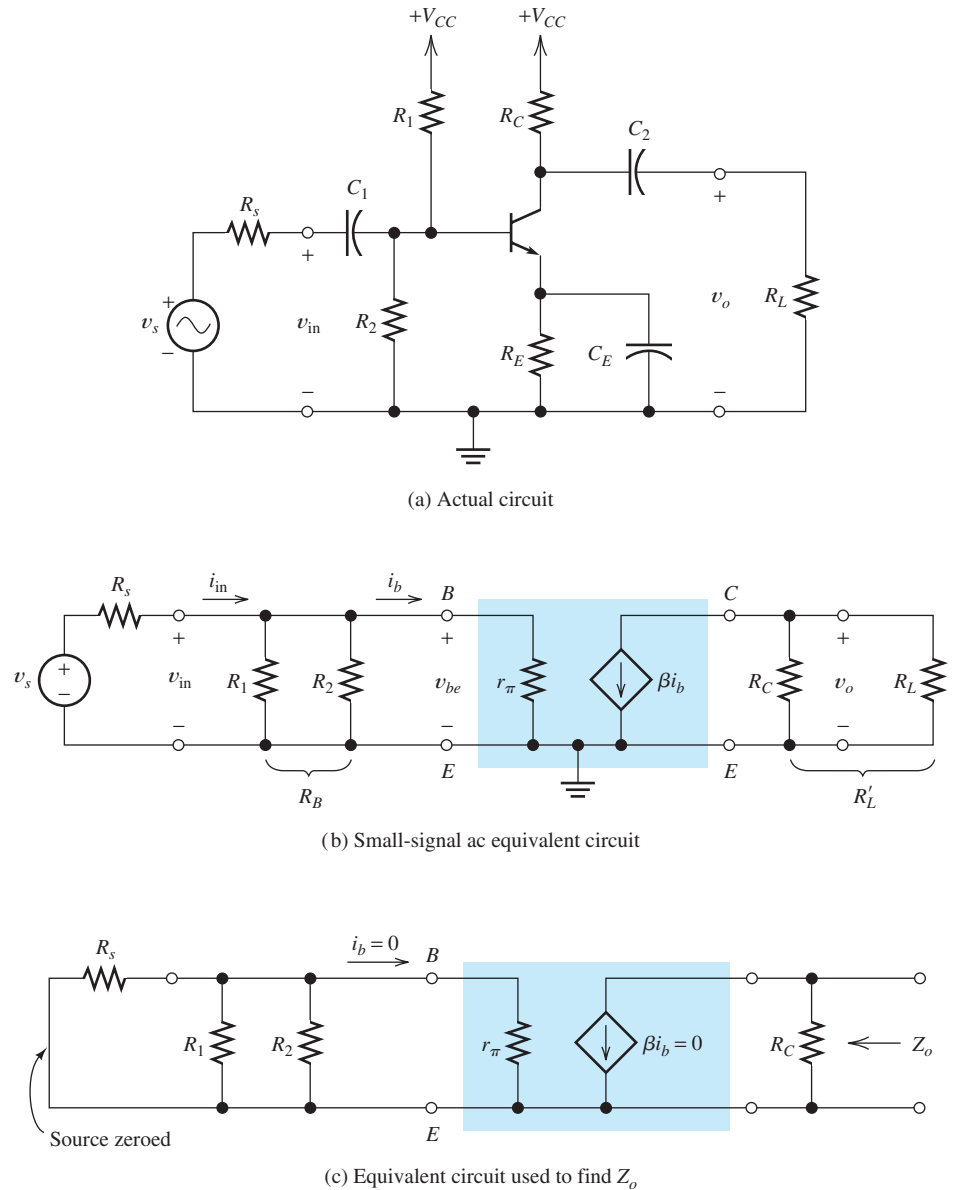 +V_CC +V_CC
R_1 R_C
C_2
C_1
R_s
+ +
+
v_s v_in R_2 v_o R_L
− R_E C_E
− −
(a) Actual circuit
R_s i_in i_b B C
+ + +
+
v_s − v_in R_1 R_2 v_be r_π βi_b R_C v_o R_L
− − −
E E
R_B R′_L
(b) Small-signal ac equivalent circuit
R_s i_b = 0 B
R_1 R_2 r_π βi_b = 0 R_C Z_o
E
Source zeroed
(c) Equivalent circuit used to find Z_o